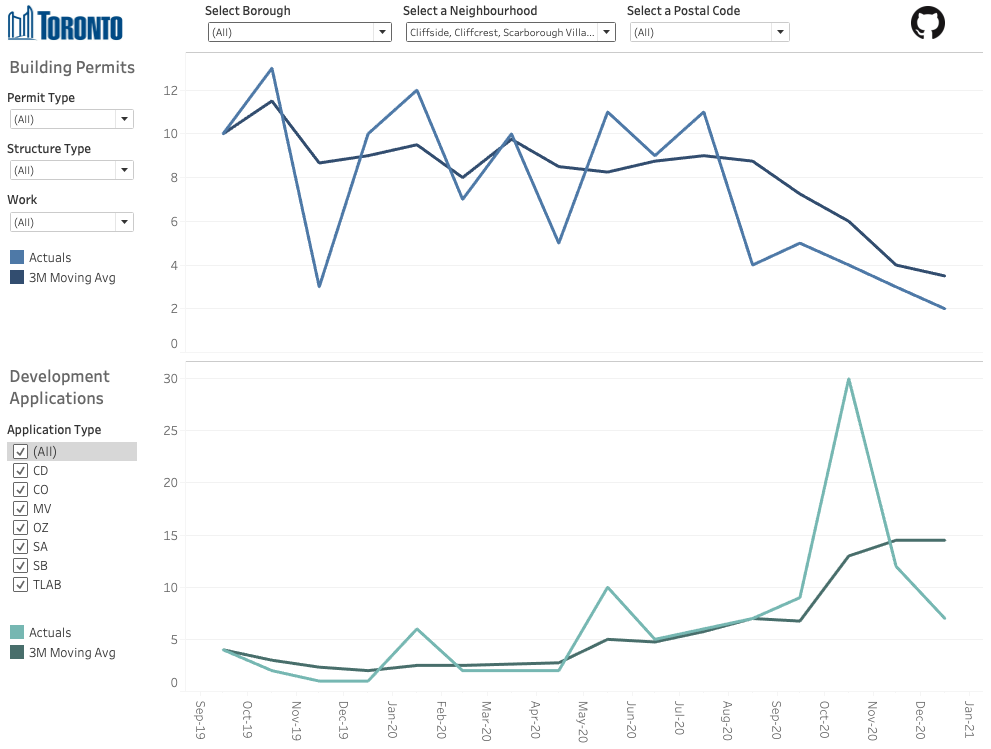 TORONTO
Select Borough
(All)
Select a Neighbourhood
Cliffside, Cliffcrest, Scarborough Villa...
Select a Postal Code
(All)
Building Permits
Permit Type
(All)
Structure Type
(All)
Work
(All)
Actuals
3M Moving Avg
12
10
8
6
4
2
0
Development
Applications
Application Type
(All)
CD
CO
MV
OZ
SA
SB
TLAB
Actuals
3M Moving Avg
30
25
20
15
10
5
0
Sep-19
Oct-19
Nov-19
Dec-19
Jan-20
Feb-20
Mar-20
Apr-20
May-20
Jun-20
Jul-20
Aug-20
Sep-20
Oct-20
Nov-20
Dec-20
Jan-21